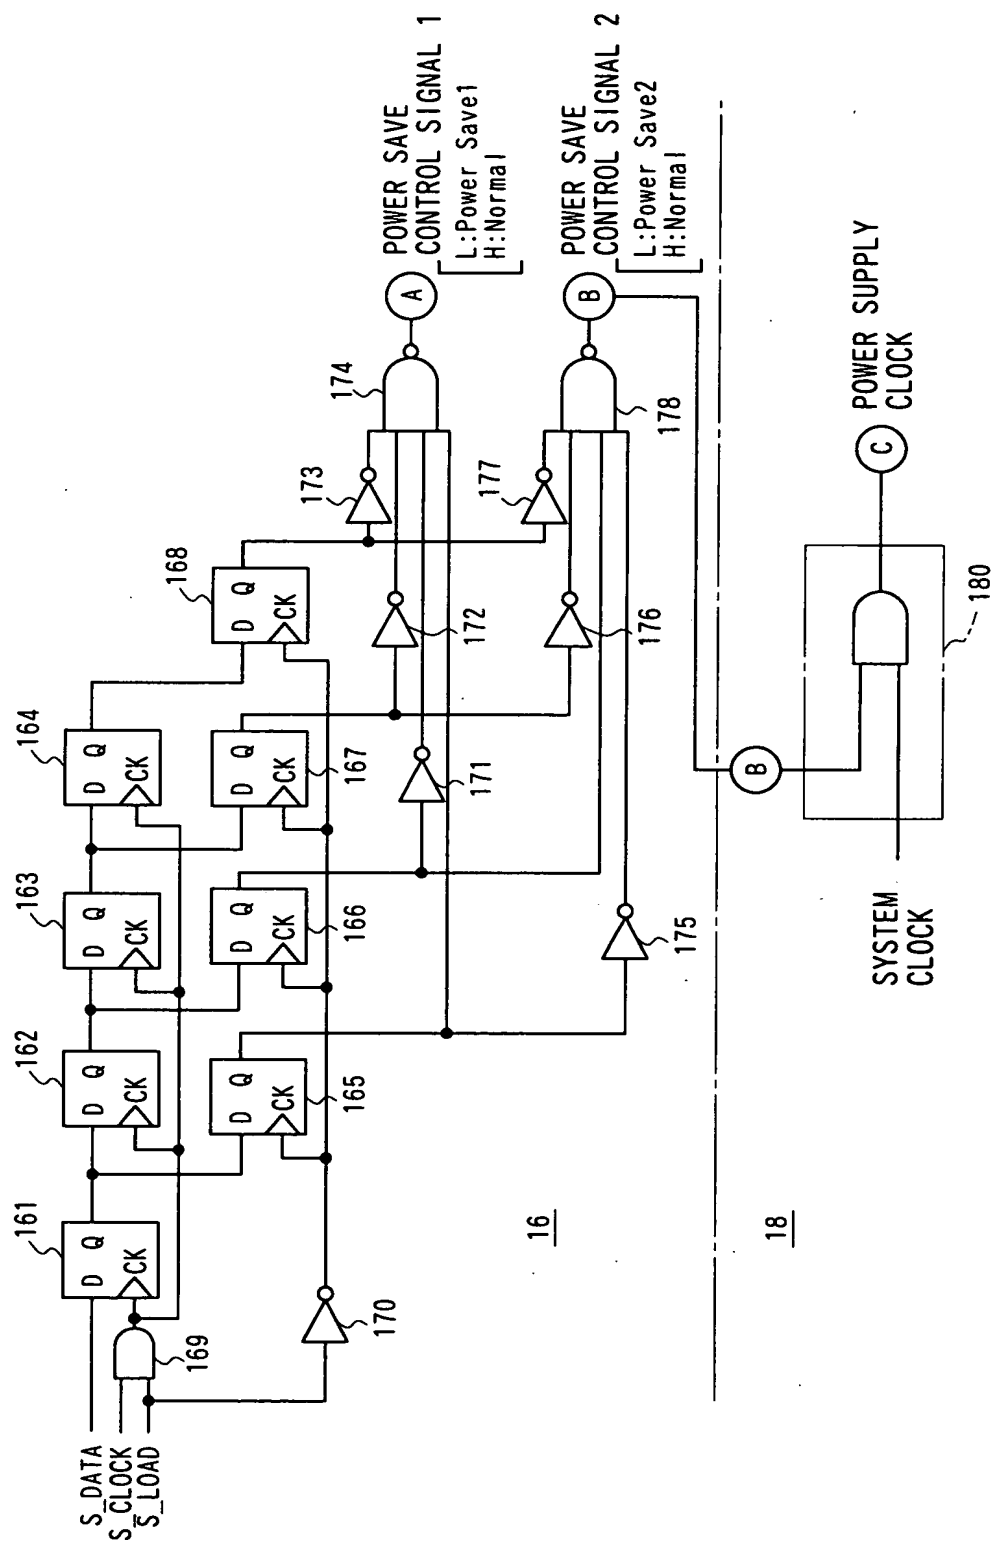 S_DATA
S_CLOCK
S_LOAD
169
161
D Q
CK
162
D Q
CK
163
D Q
CK
164
D Q
CK
170
165
D Q
CK
166
D Q
CK
167
D Q
CK
168
D Q
CK
171
172
173
174
A
POWER SAVE
CONTROL SIGNAL 1
L:Power Save1
H:Normal
175
176
177
178
B
POWER SAVE
CONTROL SIGNAL 2
L:Power Save2
H:Normal
16
18
B
SYSTEM
CLOCK
180
C
POWER SUPPLY
CLOCK